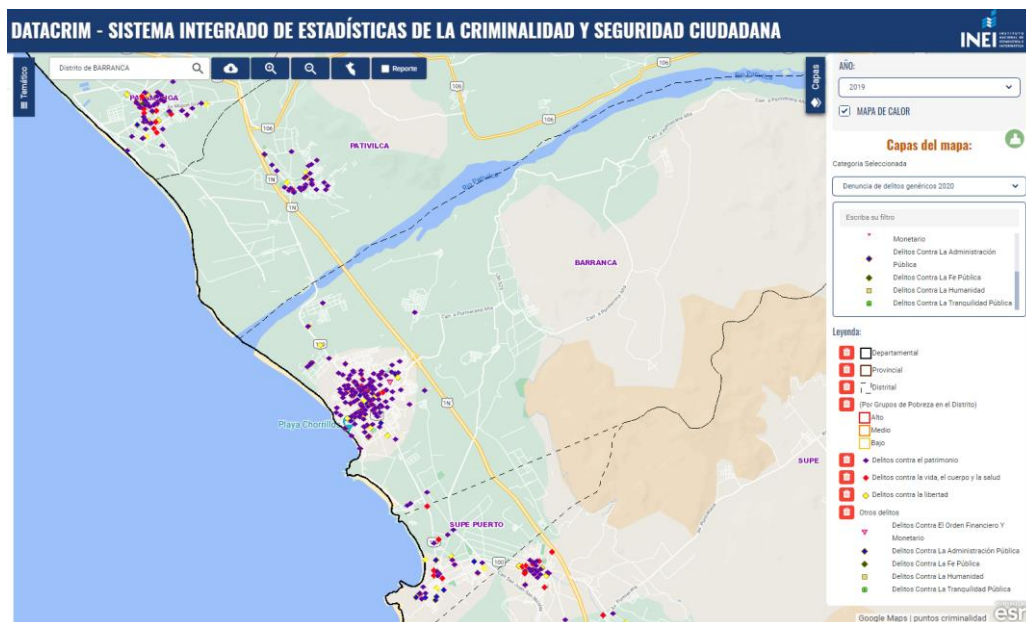 DATACRIM - SISTEMA INTEGRADO DE ESTADÍSTICAS DE LA CRIMINALIDAD Y SEGURIDAD CIUDADANA
INEI
Temático
Distrito de BARRANCA
Reporte
Capas
AÑO:
2019
MAPA DE CALOR
Capas del mapa:
Categoria Seleccionada
Denuncia de delitos genéricos 2020
Escriba su filtro
Monetario
Delitos Contra La Administración
Pública
Delitos Contra La Fe Pública
Delitos Contra La Humanidad
Delitos Contra La Tranquilidad Pública
Leyenda:
Departamental
Provincial
Distrital
(Por Grupos de Pobreza en el Distrito)
Alto
Medio
Bajo
Delitos contra el patrimonio
Delitos contra la vida, el cuerpo y la salud
Delitos contra la libertad
Otros delitos
Delitos Contra El Orden Financiero Y
Monetario
Delitos Contra La Administración Pública
Delitos Contra La Fe Pública
Delitos Contra La Humanidad
Delitos Contra La Tranquilidad Pública
Google Maps | puntos criminalidad
esri
106
106
106
PATIVILCA
1N
1N
Río Pativilca
BARRANCA
Playa Chorrillo
1N
SUPE
SUPE PUERTO